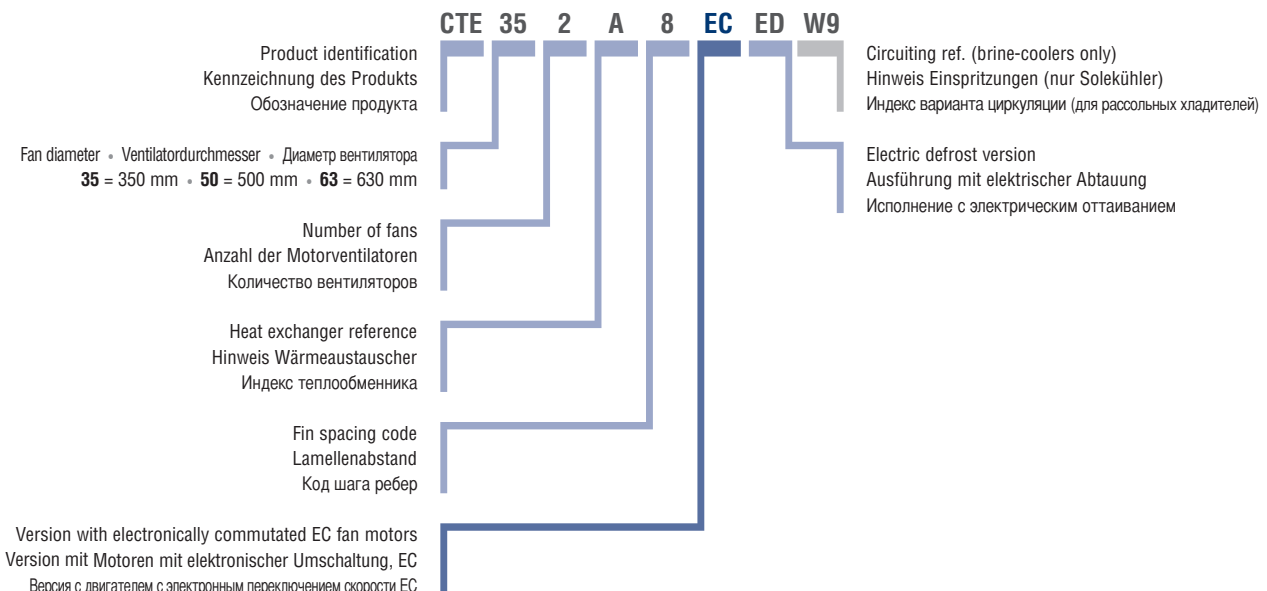 CTE 35 2 A 8 EC ED W9
Product identification
Kennzeichnung des Produkts
Обозначение продукта
Fan diameter • Ventilatordurchmesser • Диаметр вентилятора
35 = 350 mm • 50 = 500 mm • 63 = 630 mm
Number of fans
Anzahl der Motorventilatoren
Количество вентиляторов
Heat exchanger reference
Hinweis Wärmeaustauscher
Индекс теплообменника
Fin spacing code
Lamellenabstand
Код шага ребер
Version with electronically commutated EC fan motors
Version mit Motoren mit elektronischer Umschaltung, EC
Версия с двигателем с электронным переключением скорости EC
Circuiting ref. (brine-coolers only)
Hinweis Einspritzungen (nur Solekühler)
Индекс варианта циркуляции (для рассольных хладителей)
Electric defrost version
Ausführung mit elektrischer Abtauung
Исполнение с электрическим оттаиванием